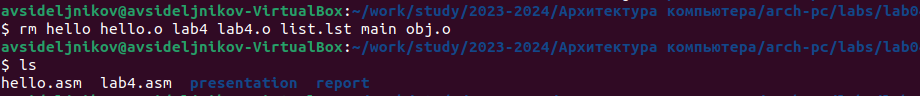 avsideljnikov@avsideljnikov-VirtualBox:~/work/study/2023-2024/Архитектура компьютера/arch-pc/labs/lab0
$ rm hello hello.o lab4 lab4.o list.lst main obj.o
avsideljnikov@avsideljnikov-VirtualBox:~/work/study/2023-2024/Архитектура компьютера/arch-pc/labs/lab0
$ ls
hello.asm lab4.asm presentation report